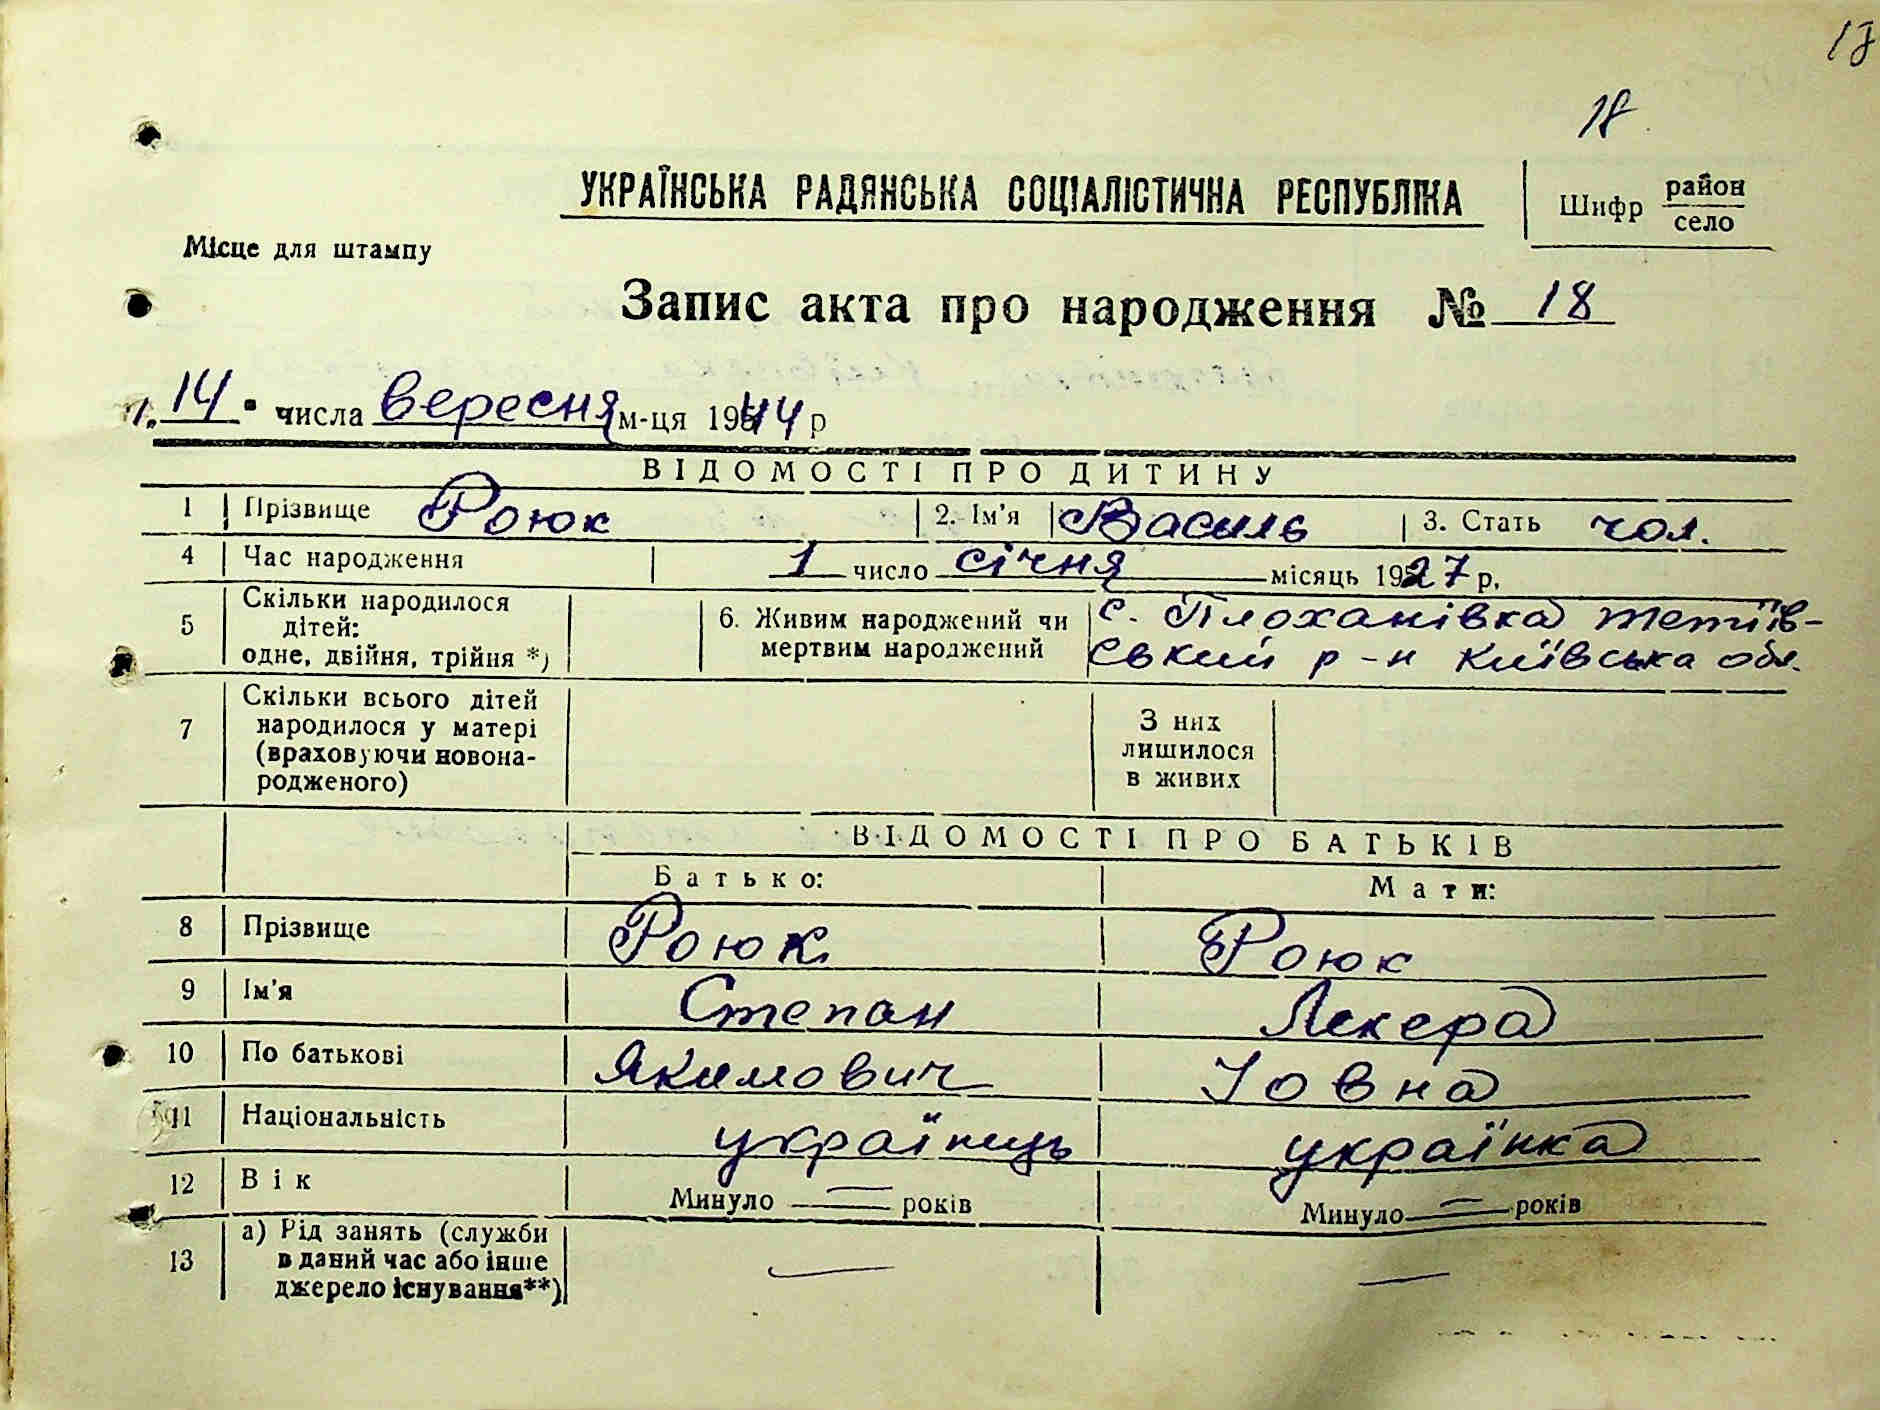 18
УКРАЇНСЬКА РАДЯНСЬКА СОЦІАЛІСТИЧНА РЕСПУБЛІКА
Шифр район
село
Місце для штампу
Запис акта про народження № 18
14 числа вересня м-ця 1944 р
ВІДОМОСТІ ПРО ДИТИНУ
1 Прізвище Роюк 2. Ім'я Василь 3. Стать чол.
4 Час народження 1 число січня місяць 1927 р.
5 Скільки народилося дітей: одне, двійня, трійня *) 6. Живим народжений чи мертвим народжений с. Плоханівка Тетіїв-
ський р-н Київська обл.
7 Скільки всього дітей народилося у матері (враховуючи новона-
родженого) З них лишилося в живих
ВІДОМОСТІ ПРО БАТЬКІВ
Батько: Мати:
8 Прізвище Роюк Роюк
9 Ім'я Степан Лекера
10 По батькові Якимович Іовна
11 Національність українець українка
12 Вік Минуло — років Минуло — років
13 а) Рід занять (служби в даний час або інше джерело існування**) — —